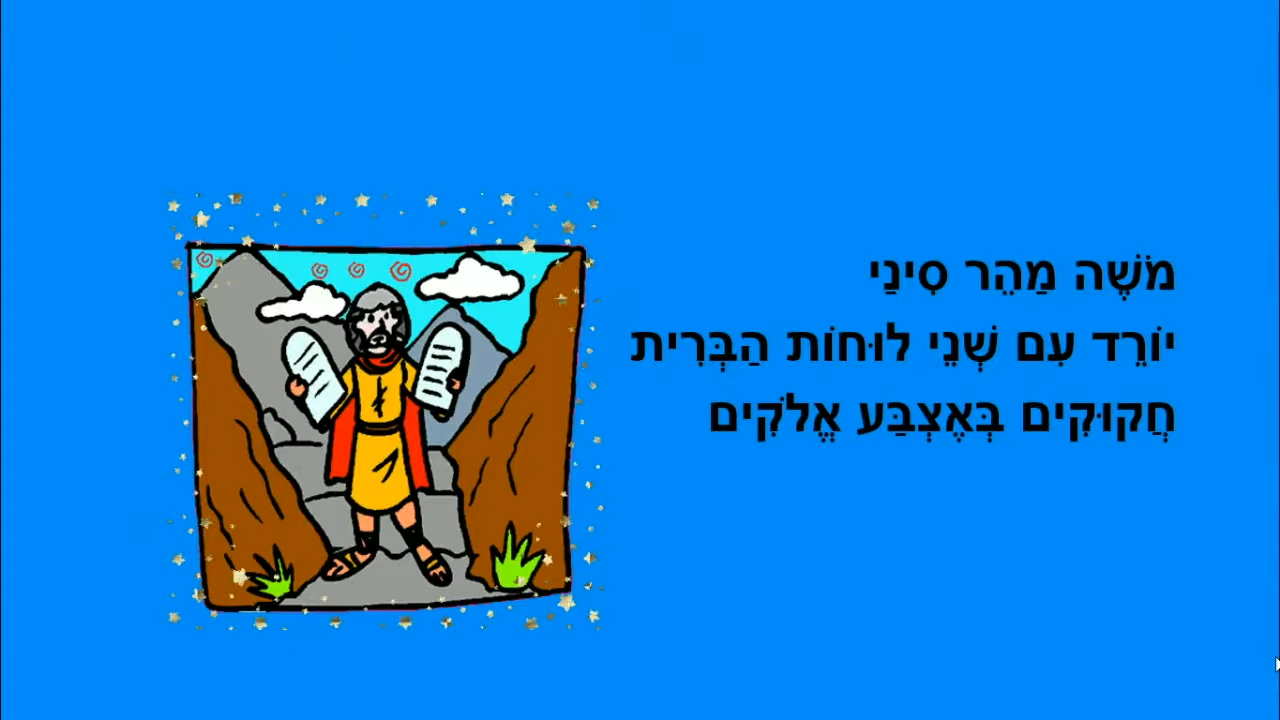 מֹשֶׁה מַהֵר סִינַי
יוֹרֵד עִם שְׁנֵי לוּחוֹת הַבְּרִית
חֲקוּקִים בְּאֶצְבַּע אֱלֹקִים